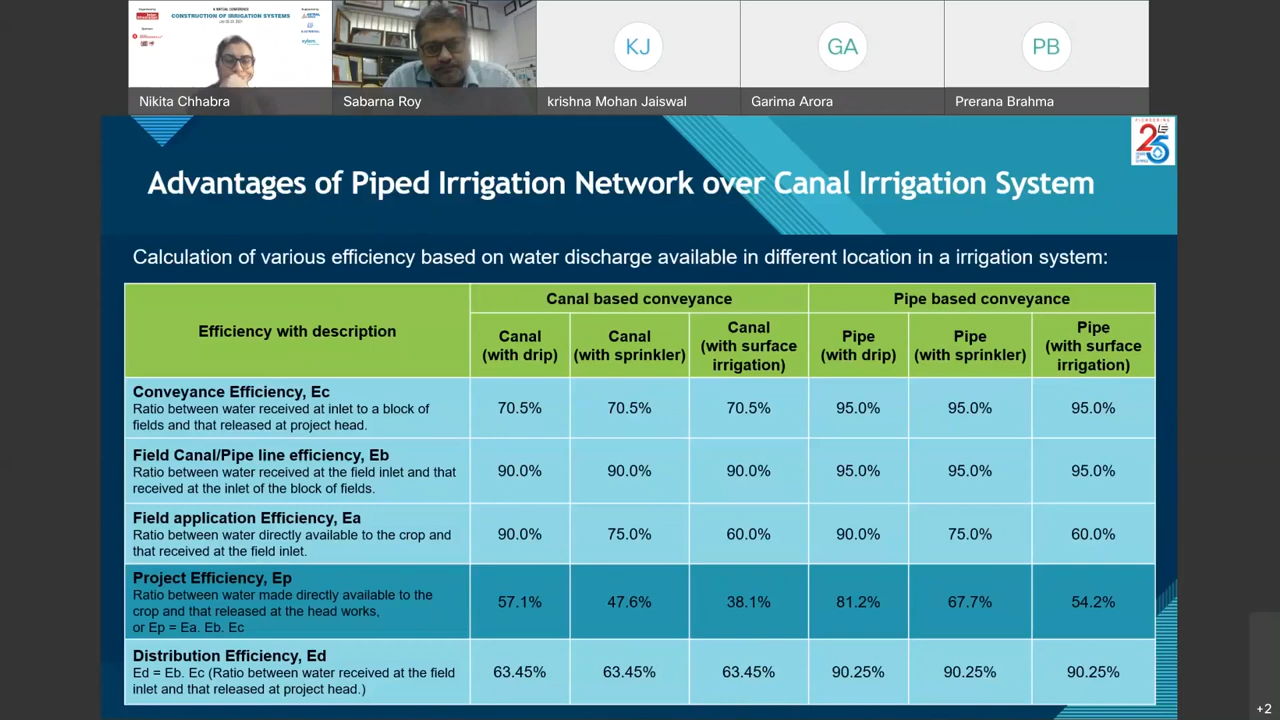 A VIRTUAL CONFERENCE
CONSTRUCTION OF IRRIGATION SYSTEMS
Nikita Chhabra
Sabarna Roy
KJ
krishna Mohan Jaiswal
GA
Garima Arora
PB
Prerana Brahma
25
Advantages of Piped Irrigation Network over Canal Irrigation System
Calculation of various efficiency based on water discharge available in different location in a irrigation system:
Efficiency with description
Canal based conveyance
Pipe based conveyance
Canal
(with drip)
Canal
(with sprinkler)
Canal
(with surface
irrigation)
Pipe
(with drip)
Pipe
(with sprinkler)
Pipe
(with surface
irrigation)
Conveyance Efficiency, Ec
Ratio between water received at inlet to a block of
fields and that released at project head.
70.5% 70.5% 70.5% 95.0% 95.0% 95.0%
Field Canal/Pipe line efficiency, Eb
Ratio between water received at the field inlet and that
received at the inlet of the block of fields.
90.0% 90.0% 90.0% 95.0% 95.0% 95.0%
Field application Efficiency, Ea
Ratio between water directly available to the crop and
that received at the field inlet.
90.0% 75.0% 60.0% 90.0% 75.0% 60.0%
Project Efficiency, Ep
Ratio between water made directly available to the
crop and that released at the head works,
or Ep = Ea. Eb. Ec
57.1% 47.6% 38.1% 81.2% 67.7% 54.2%
Distribution Efficiency, Ed
Ed = Eb. Ec (Ratio between water received at the field
inlet and that released at project head.)
63.45% 63.45% 63.45% 90.25% 90.25% 90.25%
+2